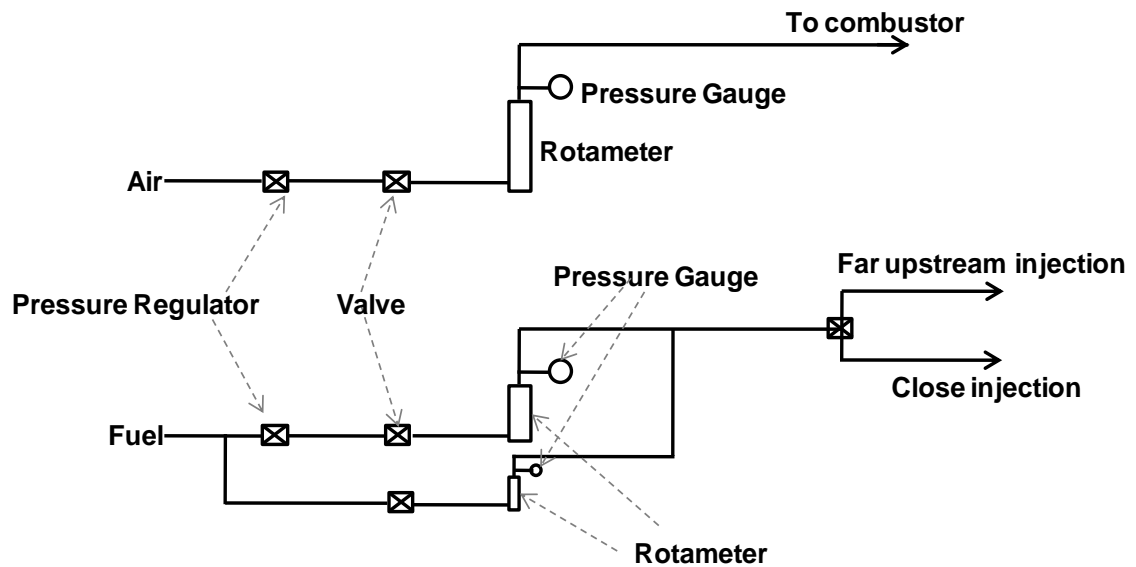 To combustor
Pressure Gauge
Rotameter
Air
Far upstream injection
Pressure Gauge
Pressure Regulator
Valve
Close injection
Fuel
Rotameter